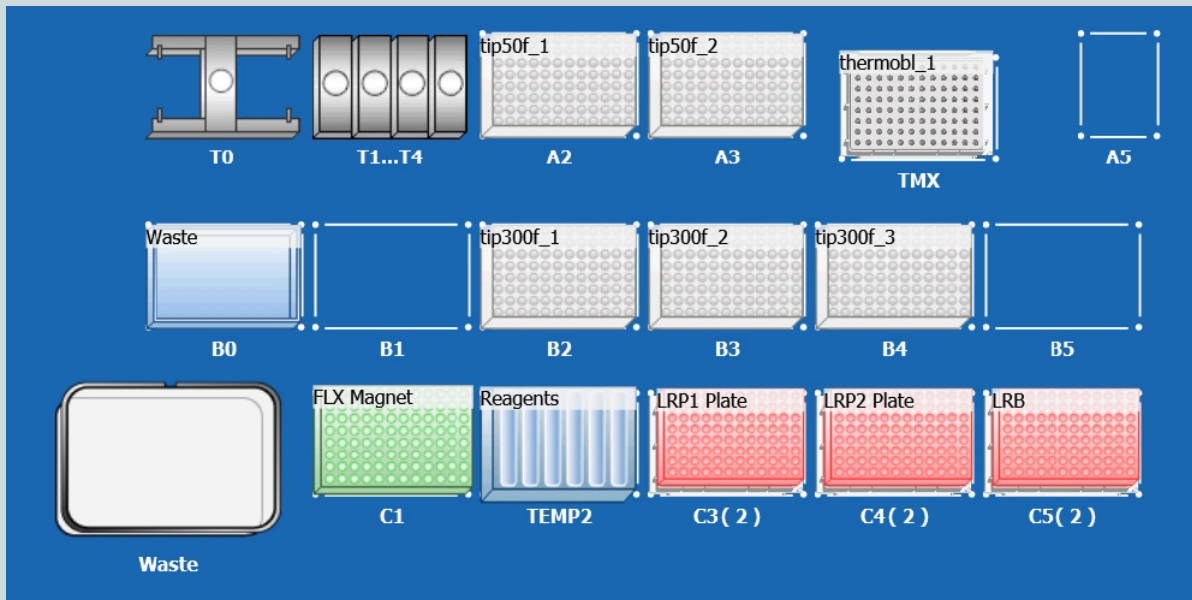 tip50f_1
tip50f_2
thermobl_1
T0
T1...T4
A2
A3
TMX
A5
Waste
tip300f_1
tip300f_2
tip300f_3
B0
B1
B2
B3
B4
B5
FLX Magnet
Reagents
LRP1 Plate
LRP2 Plate
LRB
C1
TEMP2
C3( 2 )
C4( 2 )
C5( 2 )
Waste